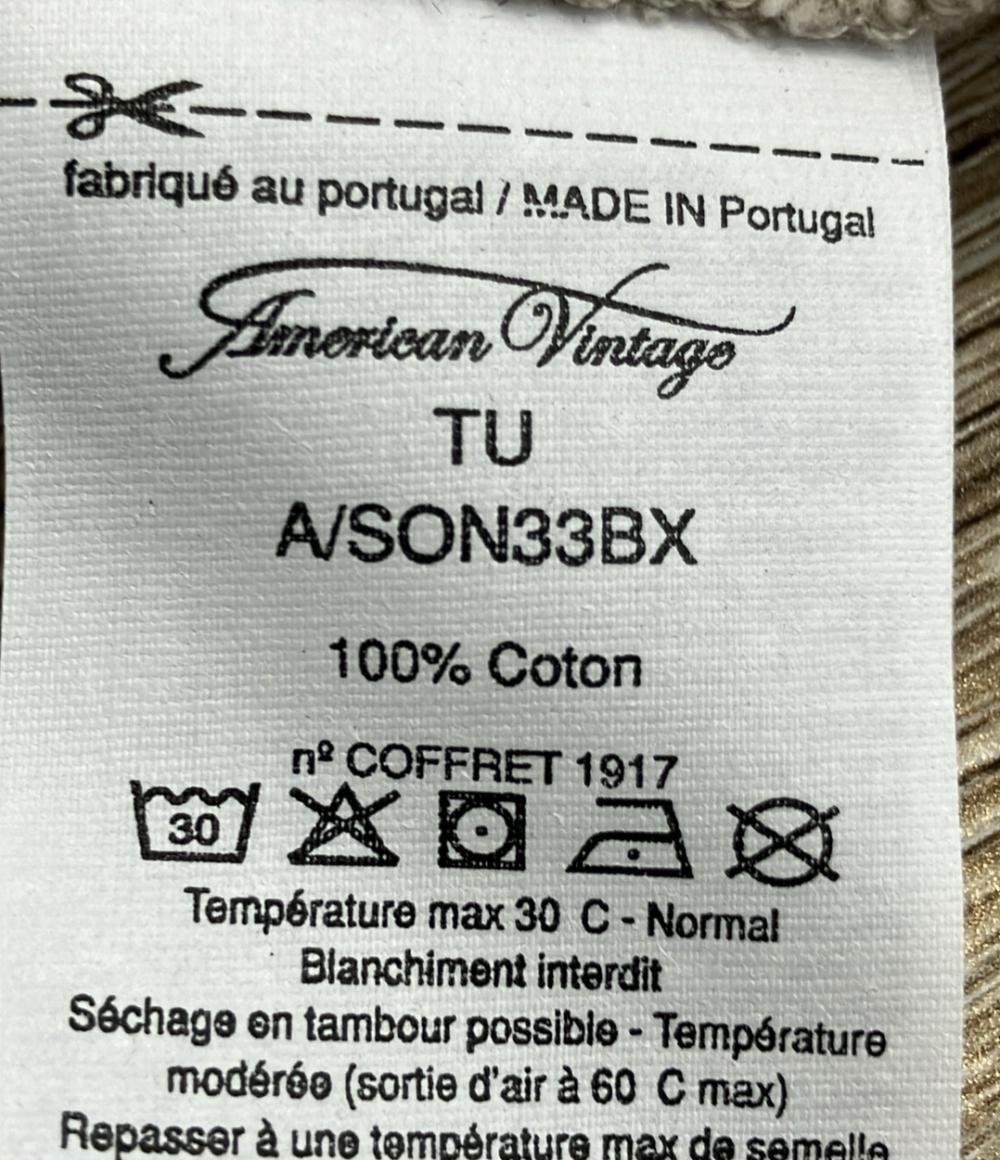 fabriqué au portugal / MADE IN Portugal
American Vintage
TU
A/SON33BX
100% Coton
nº COFFRET 1917
30
Température max 30 C - Normal
Blanchiment interdit
Séchage en tambour possible - Température
modérée (sortie d'air à 60 C max)
Repasser à une température max de semelle